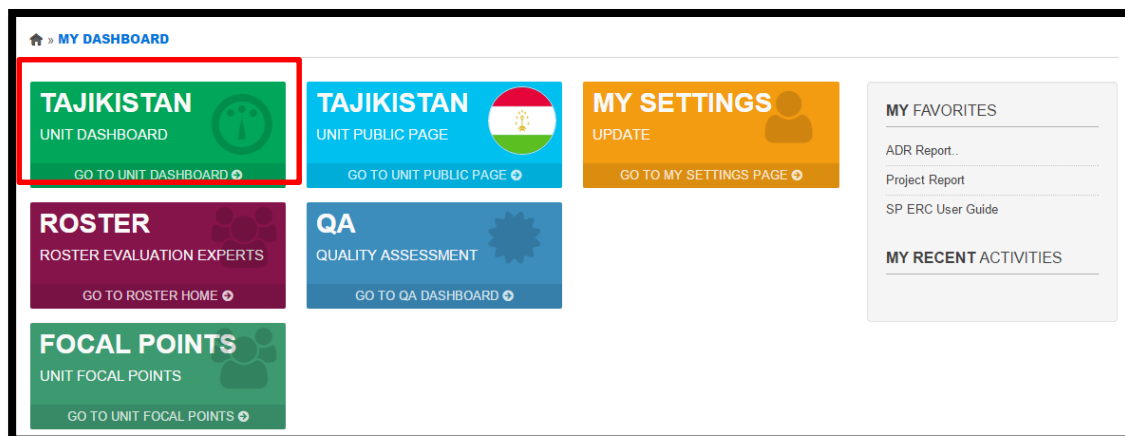 » MY DASHBOARD
TAJIKISTAN
UNIT DASHBOARD
GO TO UNIT DASHBOARD
TAJIKISTAN
UNIT PUBLIC PAGE
GO TO UNIT PUBLIC PAGE
MY SETTINGS
UPDATE
GO TO MY SETTINGS PAGE
ROSTER
ROSTER EVALUATION EXPERTS
GO TO ROSTER HOME
QA
QUALITY ASSESSMENT
GO TO QA DASHBOARD
FOCAL POINTS
UNIT FOCAL POINTS
GO TO UNIT FOCAL POINTS
MY FAVORITES
ADR Report..
Project Report
SP ERC User Guide
MY RECENT ACTIVITIES